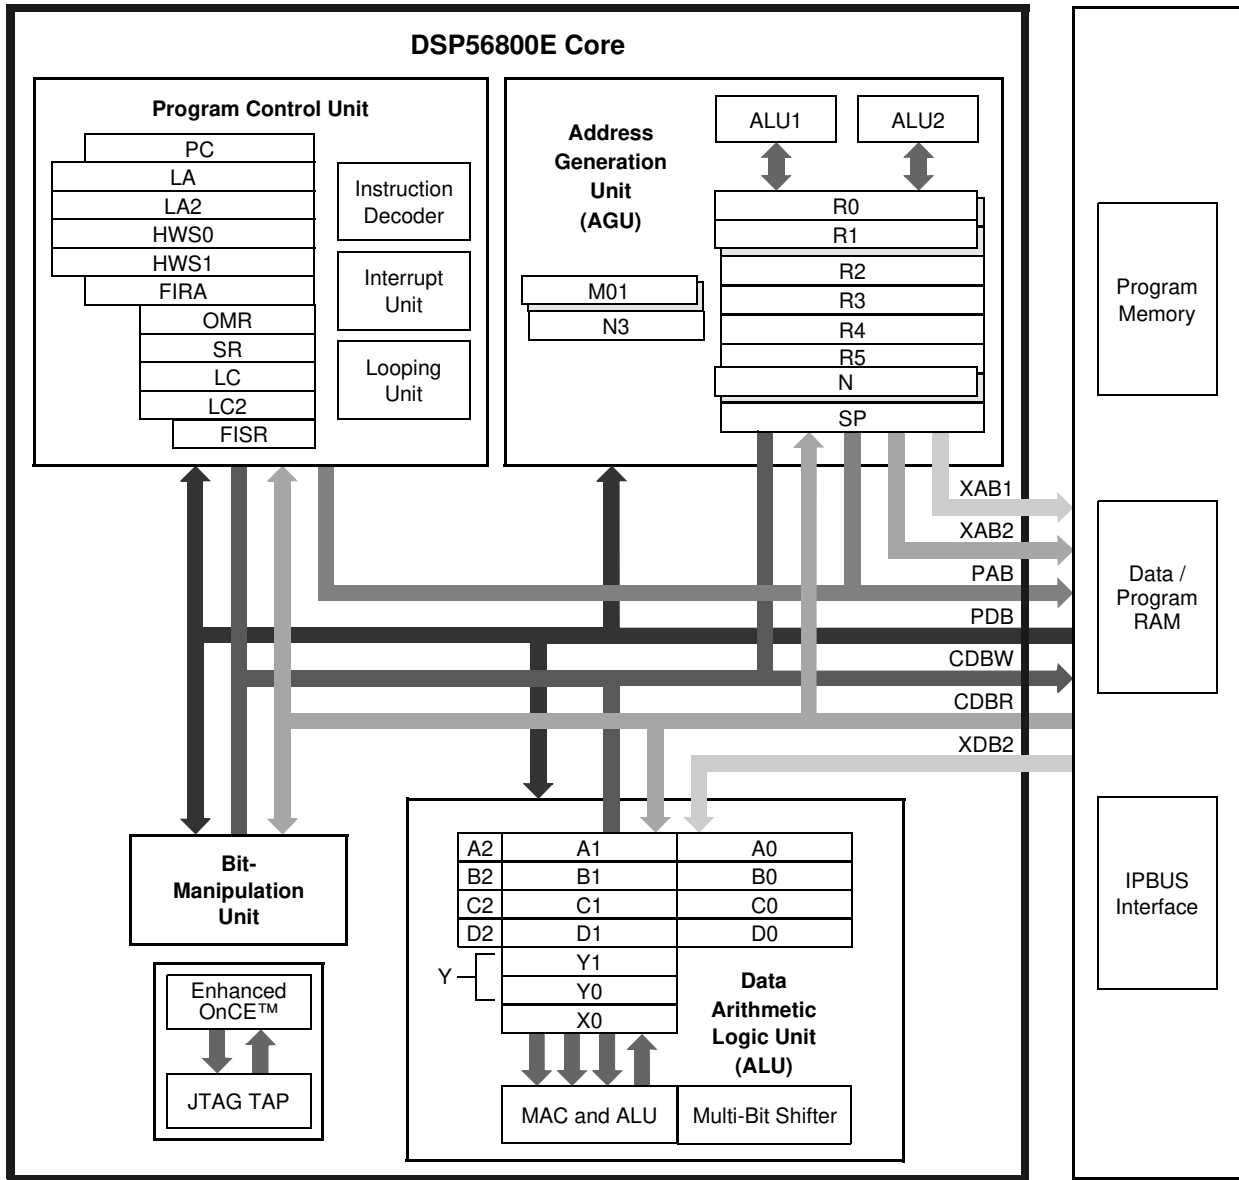 DSP56800E Core
Program Control Unit
PC
LA
LA2
HWS0
HWS1
FIRA
OMR
SR
LC
LC2
FISR
Instruction
Decoder
Interrupt
Unit
Looping
Unit
Address
Generation
Unit
(AGU)
ALU1
ALU2
R0
R1
R2
R3
R4
R5
N
SP
M01
N3
XAB1
XAB2
PAB
PDB
CDBW
CDBR
XDB2
Program
Memory
Data /
Program
RAM
IPBUS
Interface
Bit-
Manipulation
Unit
Enhanced
OnCE™
JTAG TAP
A2 A1 A0
B2 B1 B0
C2 C1 C0
D2 D1 D0
Y
Y1
Y0
X0
Data
Arithmetic
Logic Unit
(ALU)
MAC and ALU
Multi-Bit Shifter